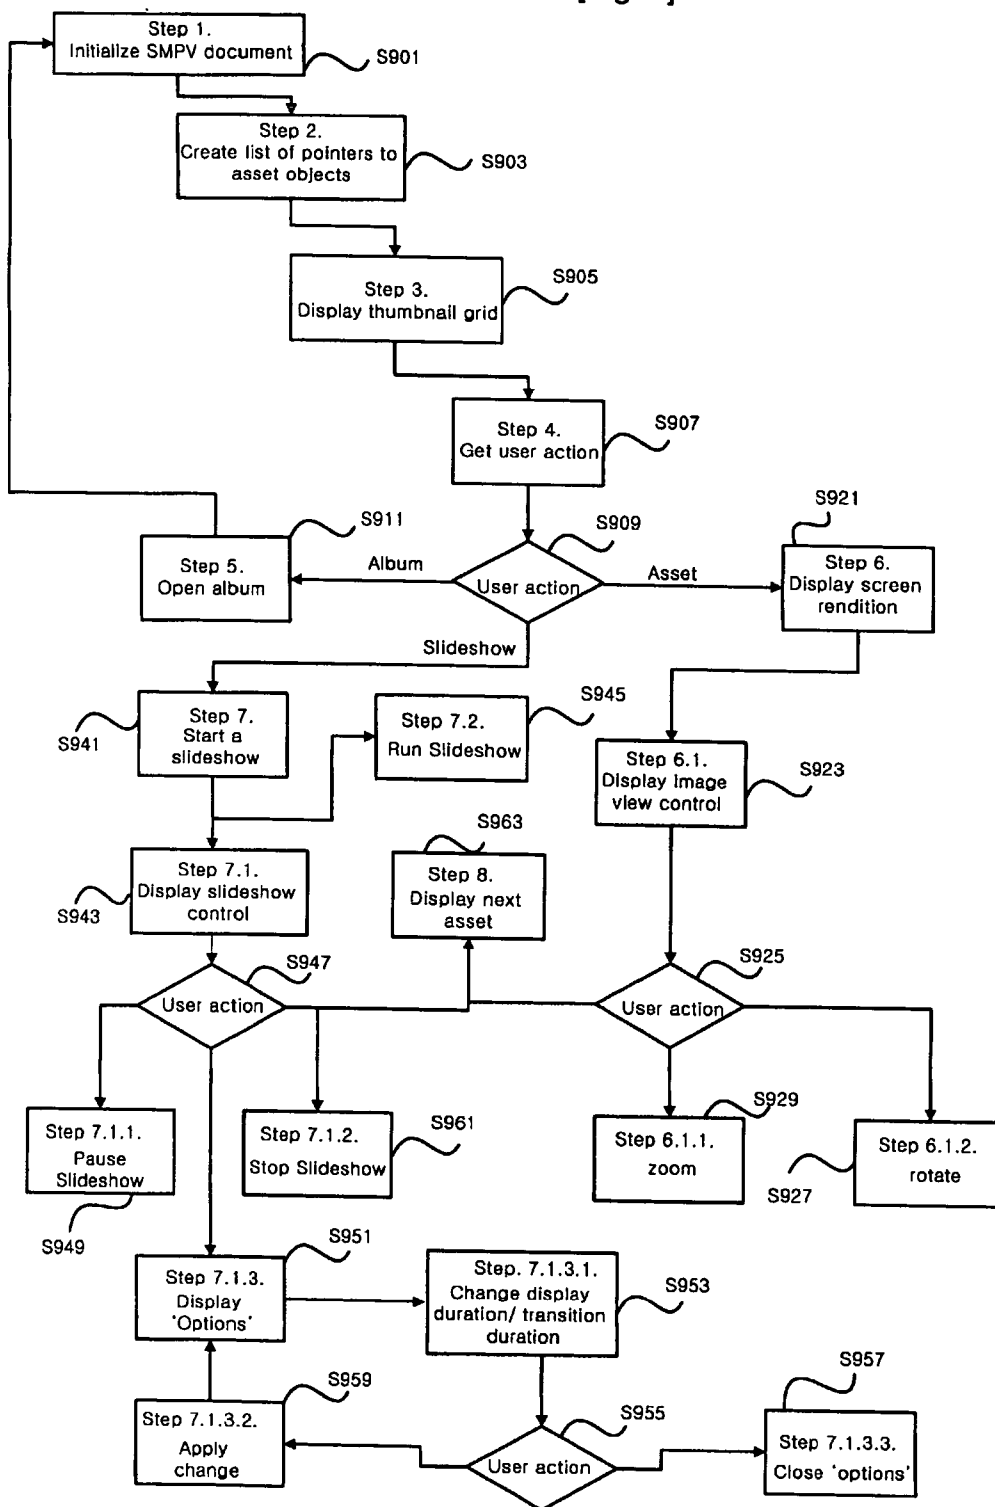 Step 1.
Initialize SMPV document
S901
Step 2.
Create list of pointers to
asset objects
S903
Step 3.
Display thumbnail grid
S905
Step 4.
Get user action
S907
S909
User action
Album
Asset
Slideshow
S911
Step 5.
Open album
S921
Step 6.
Display screen
rendition
Step 7.
Start a
slideshow
S941
Step 7.2.
Run Slideshow
S945
Step 6.1.
Display image
view control
S923
S963
Step 8.
Display next
asset
Step 7.1.
Display slideshow
control
S943
S947
User action
S925
User action
Step 7.1.1.
Pause
Slideshow
S949
Step 7.1.2.
Stop Slideshow
S961
S929
Step 6.1.1.
zoom
Step 6.1.2.
rotate
S927
S951
Step 7.1.3.
Display
'Options'
Step. 7.1.3.1.
Change display
duration/ transition
duration
S953
S959
Step 7.1.3.2.
Apply
change
S955
User action
S957
Step 7.1.3.3.
Close 'options'